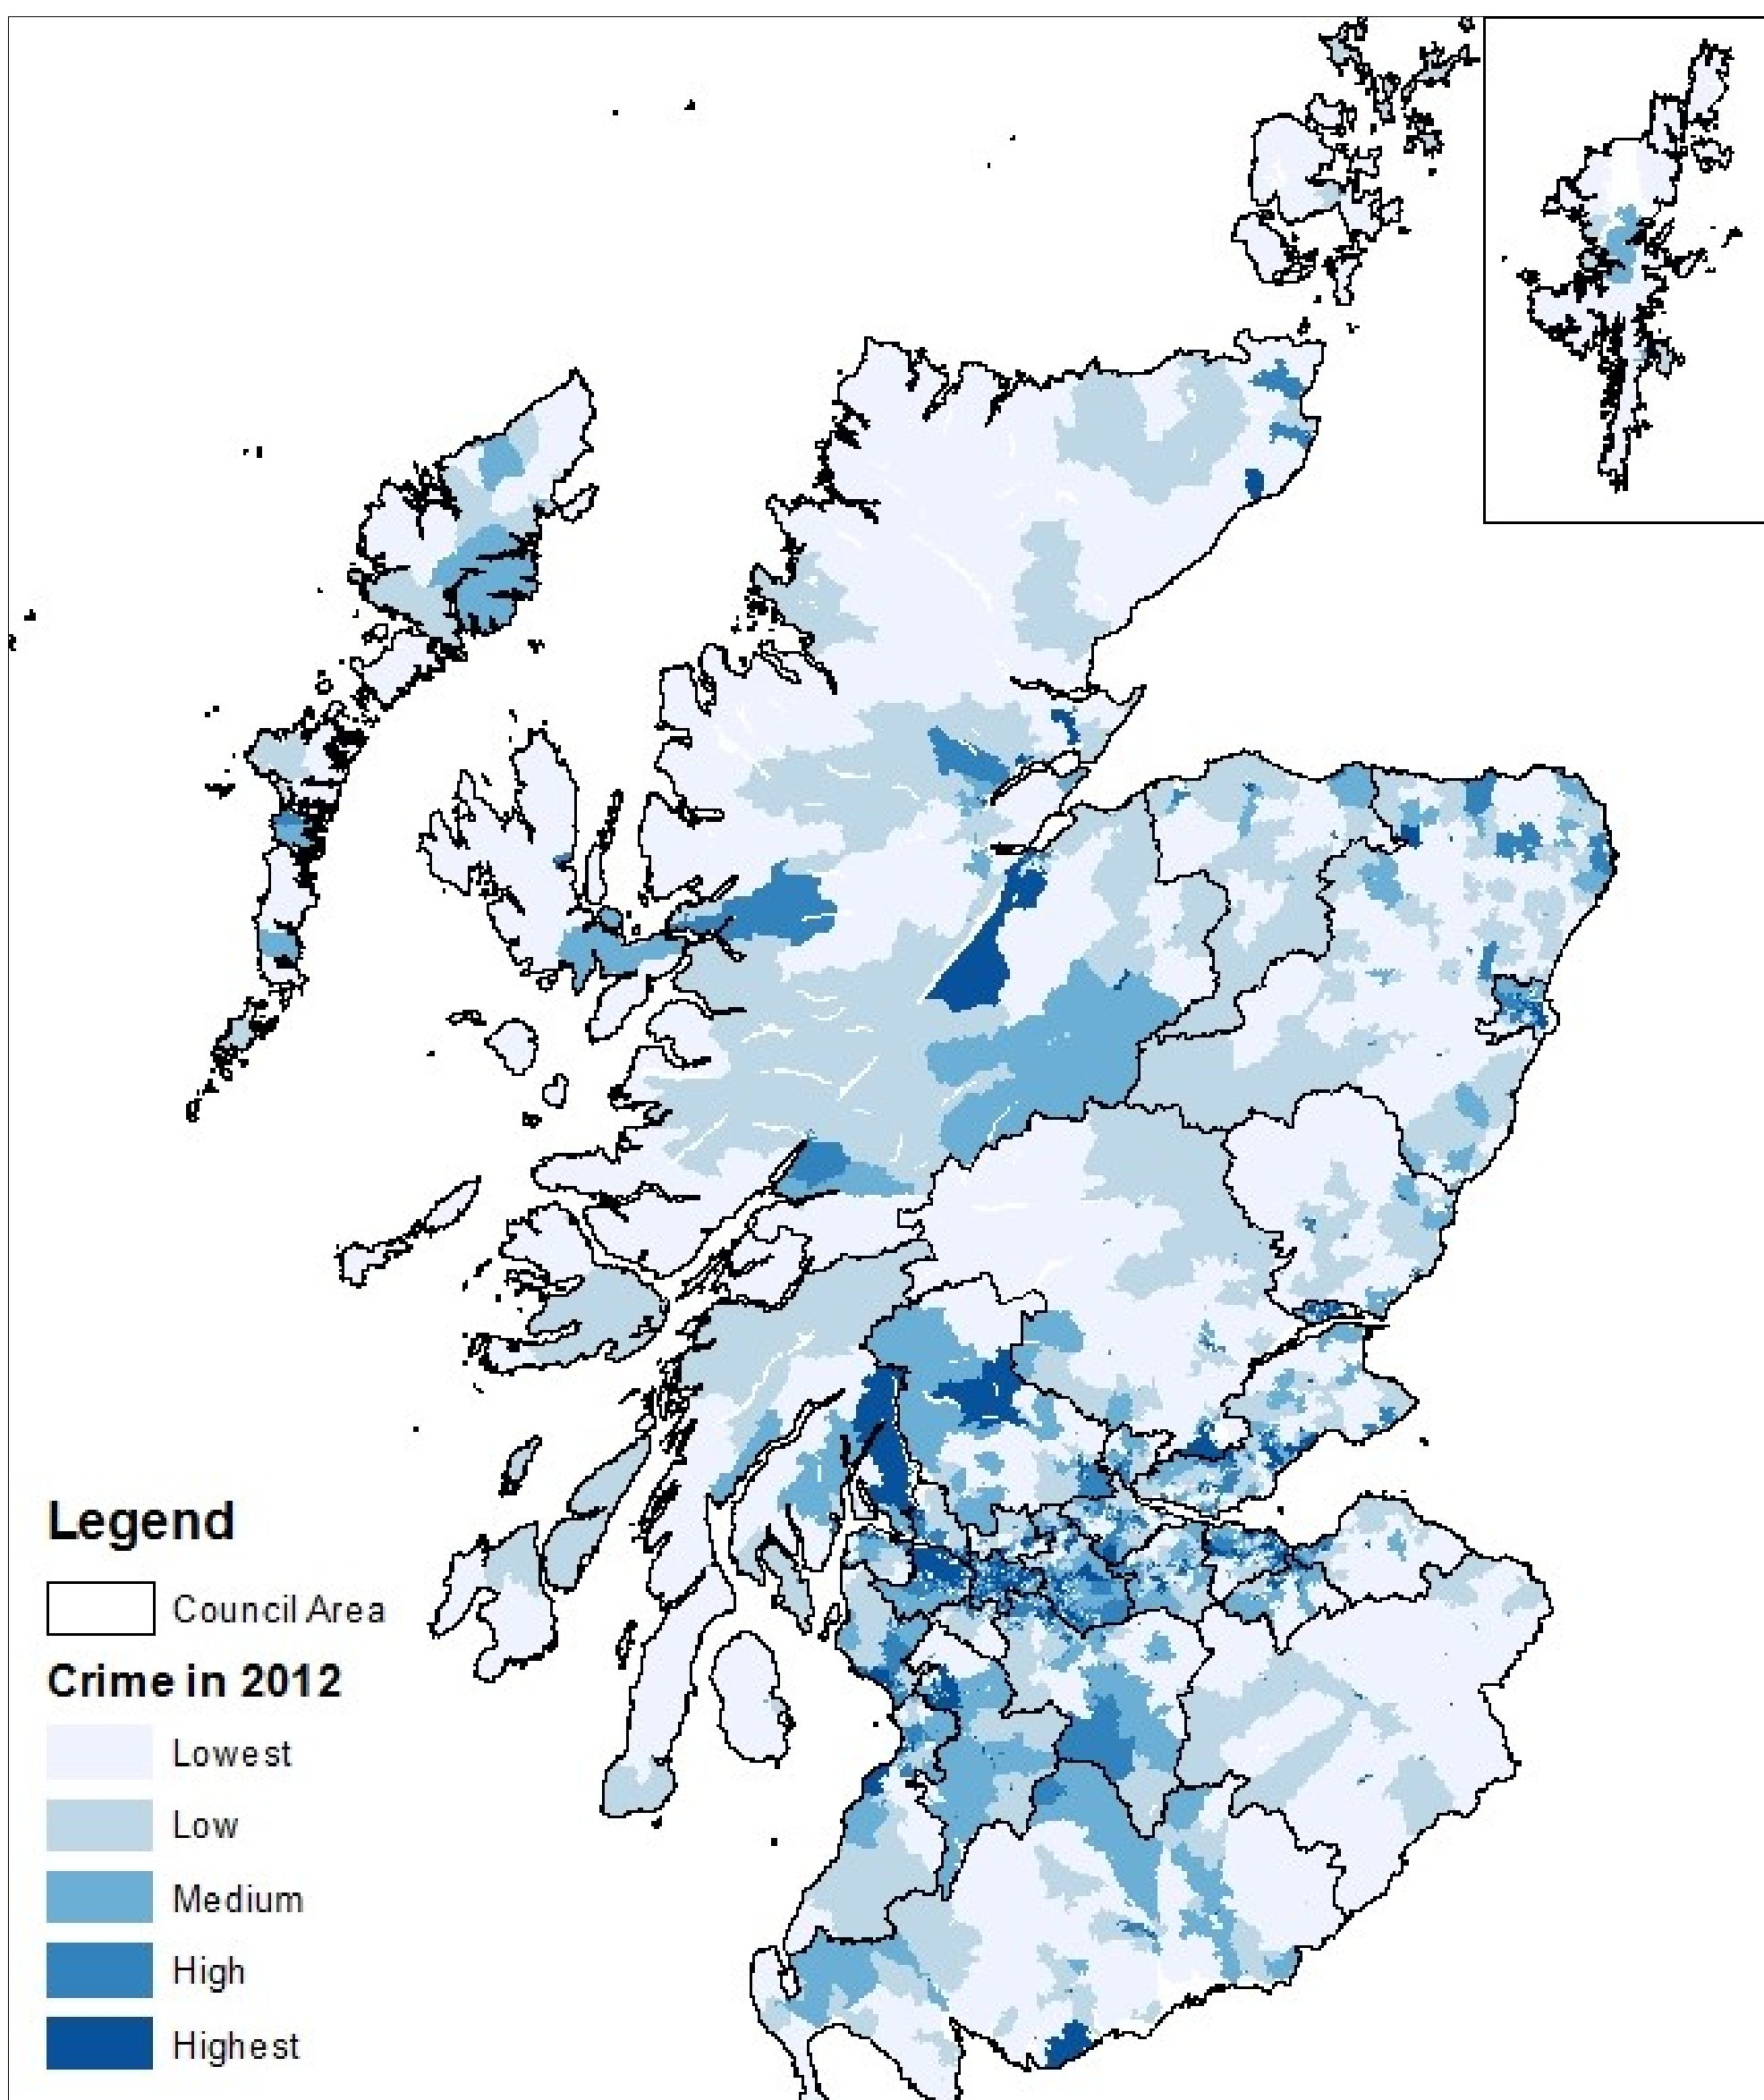 Legend
Council Area
Crime in 2012
Lowest
Low
Medium
High
Highest